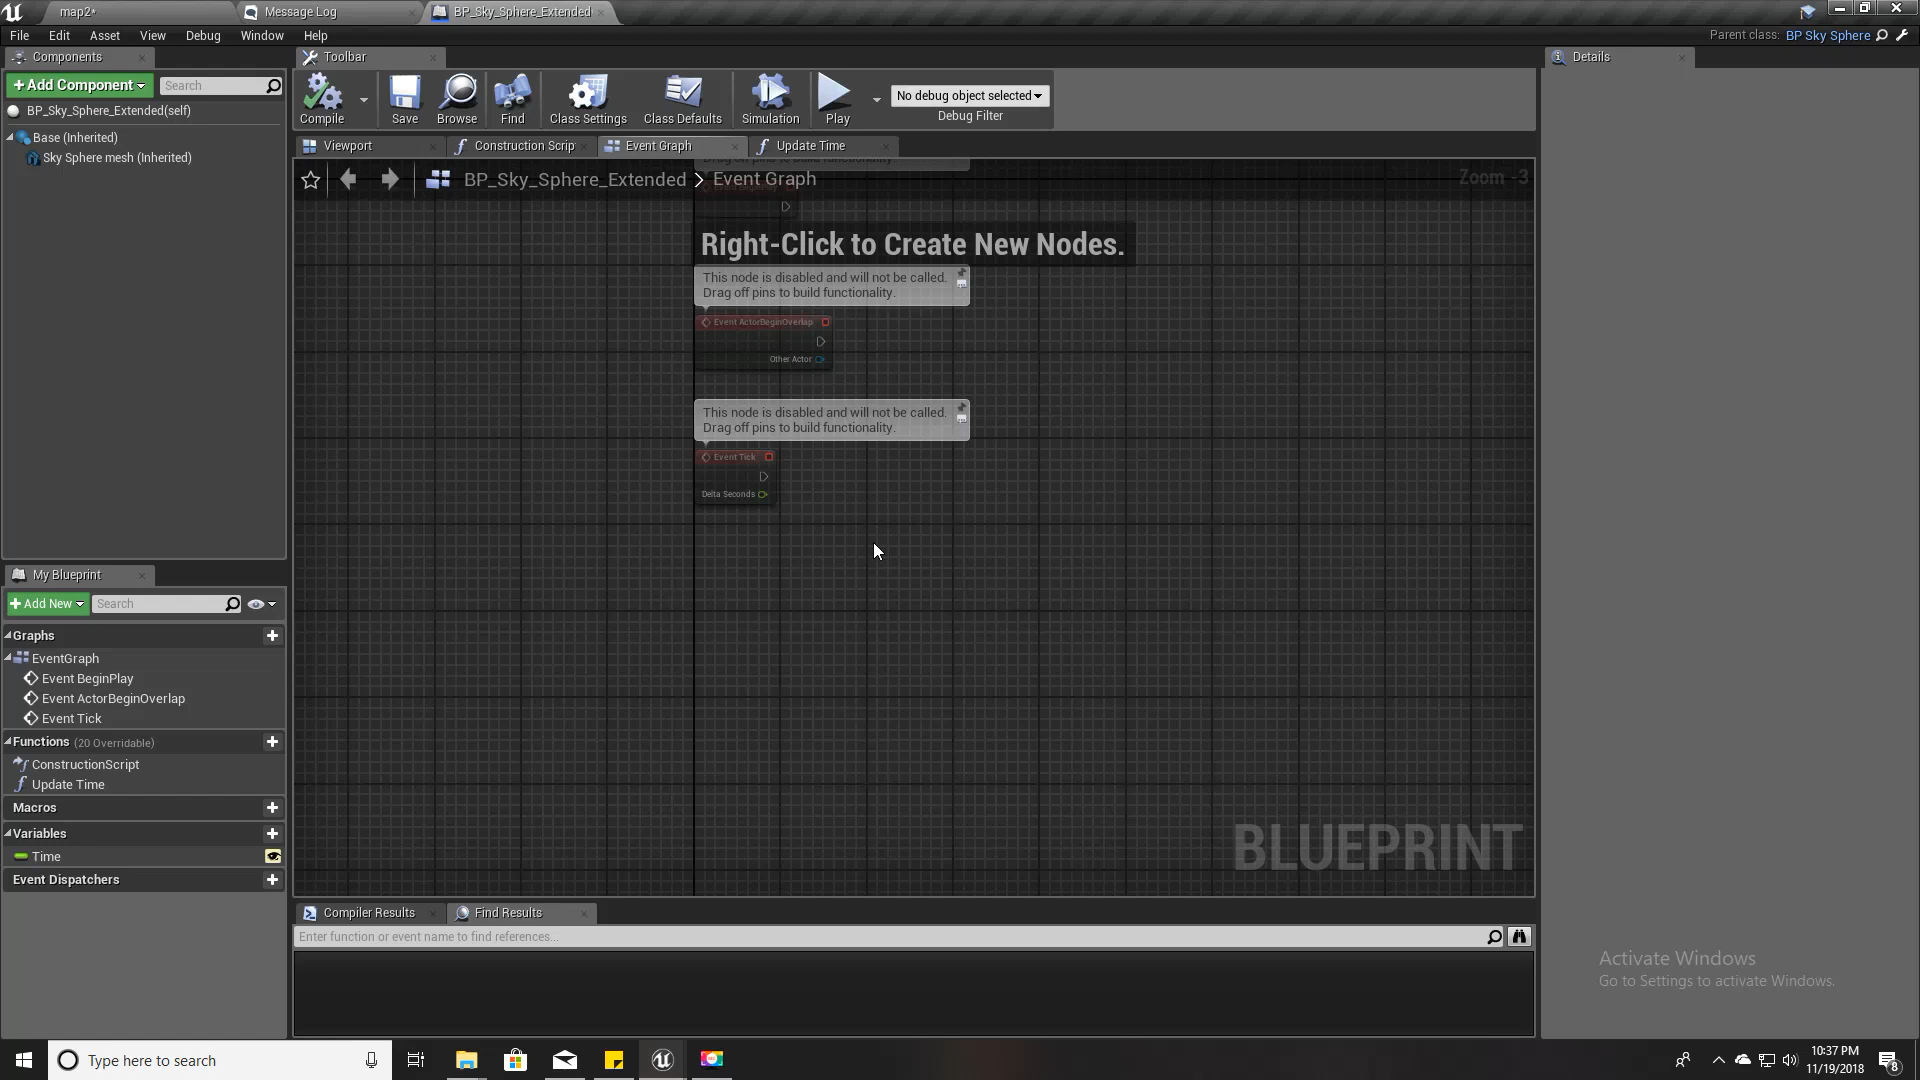 map2*
Message Log
BP_Sky_Sphere_Extended
File Edit Asset View Debug Window Help
Parent class: BP Sky Sphere
Components
Toolbar
Details
+Add Component
Search
BP_Sky_Sphere_Extended(self)
Base (Inherited)
Sky Sphere mesh (Inherited)
Compile
Save
Browse
Find
Class Settings
Class Defaults
Simulation
Play
No debug object selected
Debug Filter
Viewport
Construction Scrip
Event Graph
Update Time
BP_Sky_Sphere_Extended > Event Graph
Zoom -3
Right-Click to Create New Nodes.
This node is disabled and will not be called.
Drag off pins to build functionality.
Event ActorBeginOverlap
Other Actor
This node is disabled and will not be called.
Drag off pins to build functionality.
Event Tick
Delta Seconds
BLUEPRINT
My Blueprint
+Add New
Search
Graphs
EventGraph
Event BeginPlay
Event ActorBeginOverlap
Event Tick
Functions (20 Overridable)
ConstructionScript
Update Time
Macros
Variables
Time
Event Dispatchers
Compiler Results
Find Results
Enter function or event name to find references...
Activate Windows
Go to Settings to activate Windows.
Type here to search
10:37 PM
11/19/2018
8